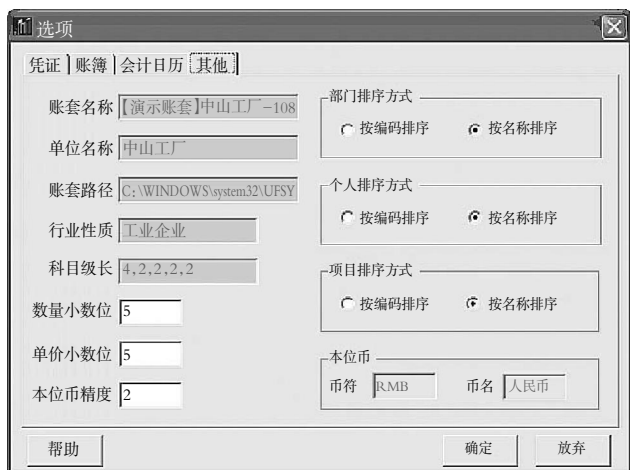 选项
凭证 账簿 会计日历 其他
账套名称 【演示账套】中山工厂-108
单位名称 中山工厂
账套路径 C:\WINDOWS\system32\UFSY
行业性质 工业企业
科目级长 4,2,2,2,2
数量小数位 5
单价小数位 5
本位币精度 2
部门排序方式
按编码排序 按名称排序
个人排序方式
按编码排序 按名称排序
项目排序方式
按编码排序 按名称排序
本位币
币符 RMB 币名 人民币
帮助 确定 放弃